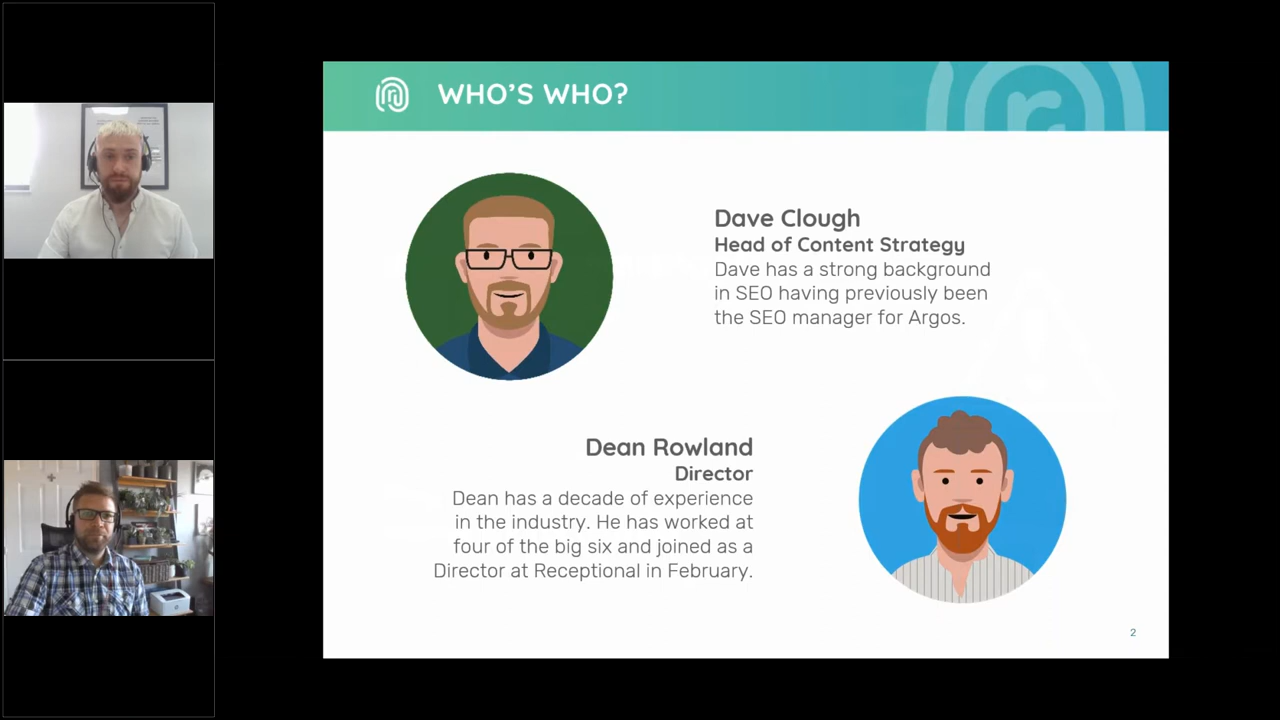 WHO'S WHO?
Dave Clough
Head of Content Strategy
Dave has a strong background
in SEO having previously been
the SEO manager for Argos.
Dean Rowland
Director
Dean has a decade of experience
in the industry. He has worked at
four of the big six and joined as a
Director at Receptional in February.
2